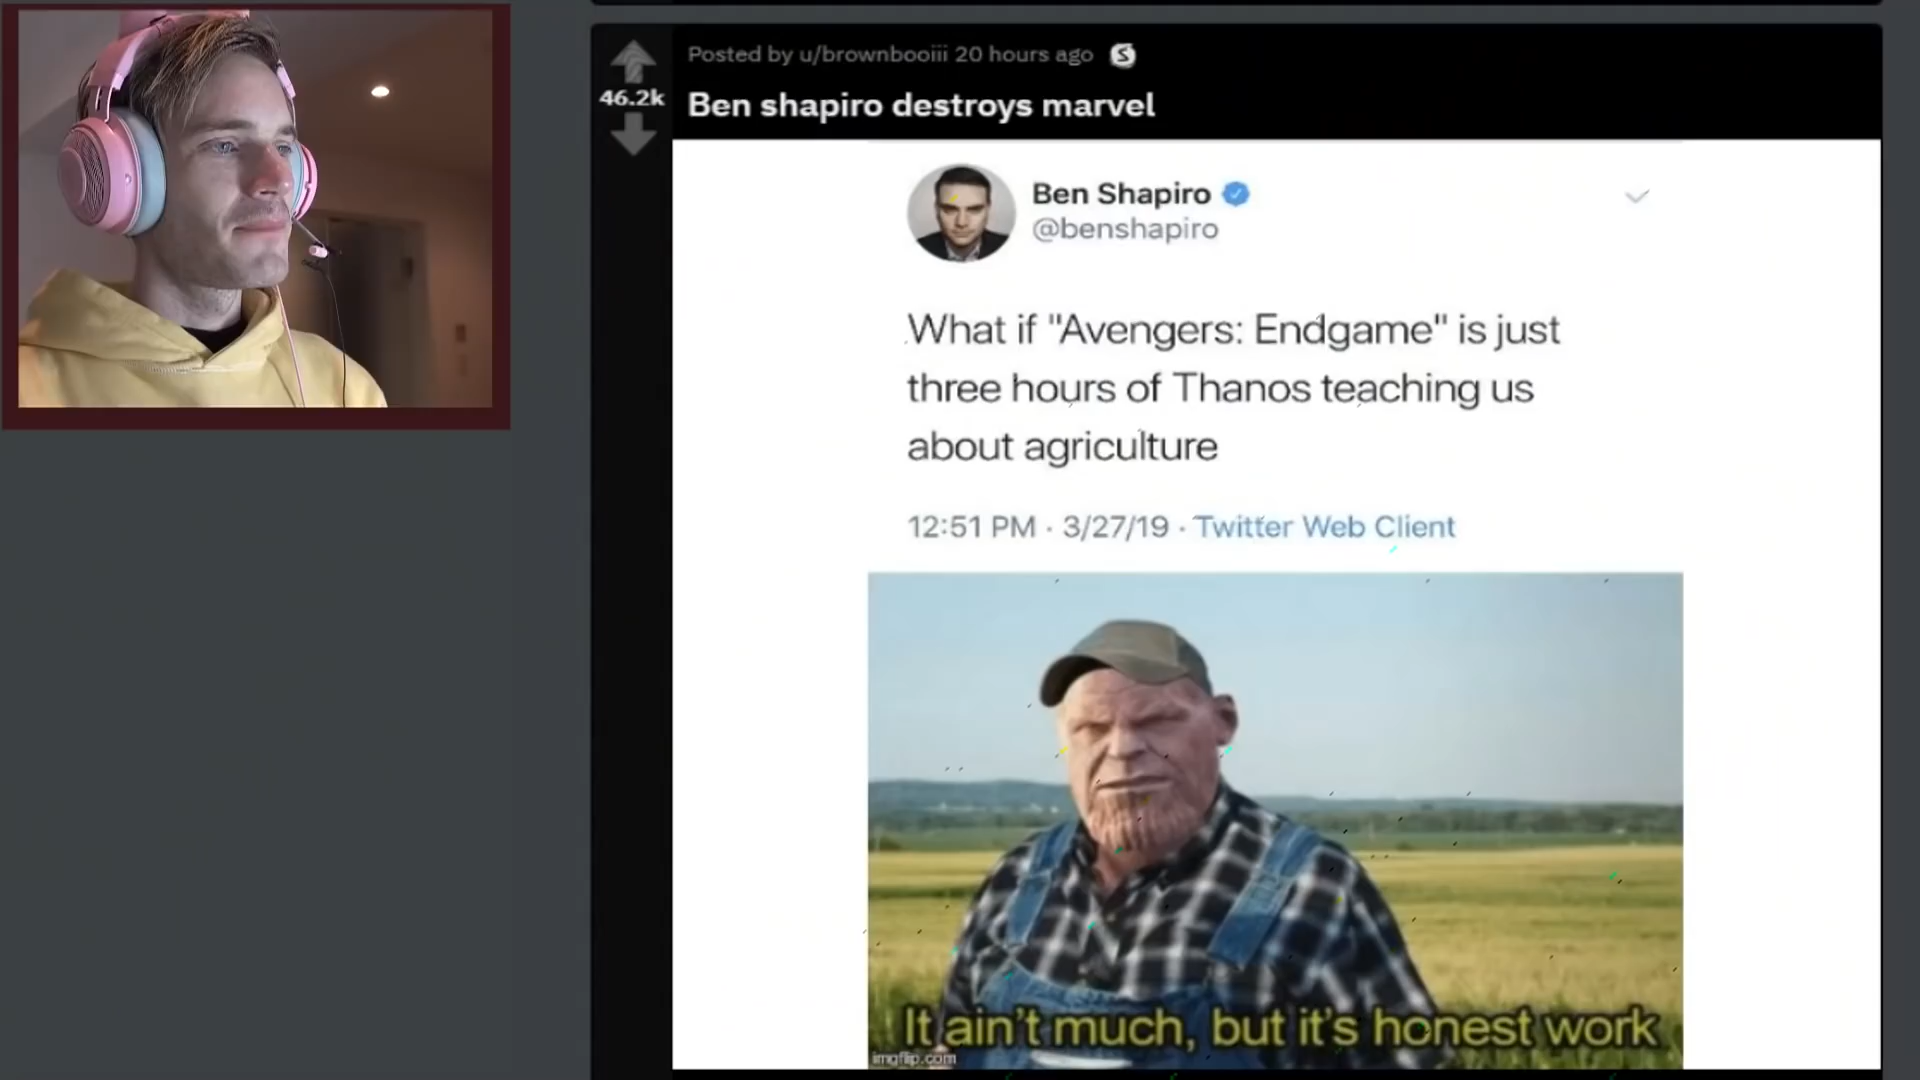 Posted by u/brownbooiii 20 hours ago
46.2k
Ben shapiro destroys marvel
Ben Shapiro
@benshapiro
What if "Avengers: Endgame" is just
three hours of Thanos teaching us
about agriculture
12:51 PM · 3/27/19 · Twitter Web Client
It ain't much, but it's honest work
imgflip.com